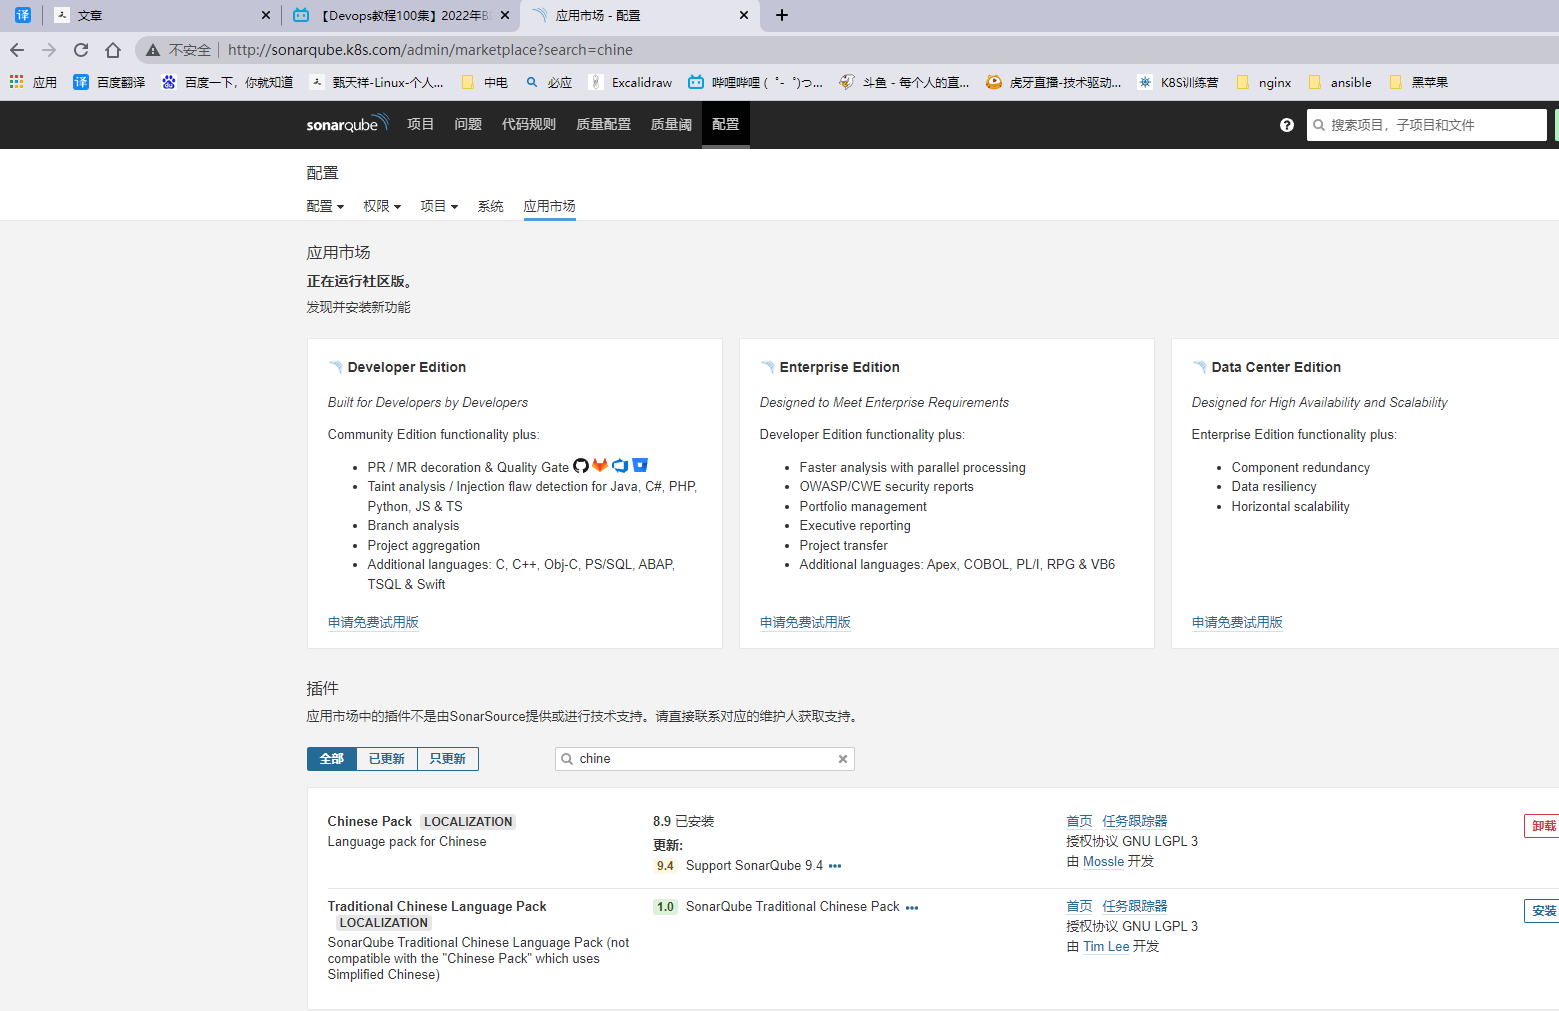 文章
【Devops教程100集】2022年B
应用市场 - 配置
不安全
http://sonarqube.k8s.com/admin/marketplace?search=chine
应用
译 百度翻译
百度一下，你就知道
甄天祥-Linux-个人...
中电
必应
Excalidraw
哔哩哔哩 (゜-゜)つ...
斗鱼 - 每个人的直...
虎牙直播-技术驱动...
K8S训练营
nginx
ansible
黑苹果
sonarqube
项目
问题
代码规则
质量配置
质量阈
配置
搜索项目，子项目和文件
配置
配置
权限
项目
系统
应用市场
应用市场
正在运行社区版。
发现并安装新功能
Developer Edition
Built for Developers by Developers
Community Edition functionality plus:
PR / MR decoration & Quality Gate
Taint analysis / Injection flaw detection for Java, C#, PHP,
Python, JS & TS
Branch analysis
Project aggregation
Additional languages: C, C++, Obj-C, PS/SQL, ABAP,
TSQL & Swift
申请免费试用版
Enterprise Edition
Designed to Meet Enterprise Requirements
Developer Edition functionality plus:
Faster analysis with parallel processing
OWASP/CWE security reports
Portfolio management
Executive reporting
Project transfer
Additional languages: Apex, COBOL, PL/I, RPG & VB6
申请免费试用版
Data Center Edition
Designed for High Availability and Scalability
Enterprise Edition functionality plus:
Component redundancy
Data resiliency
Horizontal scalability
申请免费试用版
插件
应用市场中的插件不是由SonarSource提供或进行技术支持。请直接联系对应的维护人获取支持。
全部
已更新
只更新
chine
Chinese Pack LOCALIZATION
Language pack for Chinese
8.9 已安装
更新:
9.4 Support SonarQube 9.4 •••
首页 任务跟踪器
授权协议 GNU LGPL 3
由 Mossle 开发
卸载
Traditional Chinese Language Pack
LOCALIZATION
SonarQube Traditional Chinese Language Pack (not
compatible with the "Chinese Pack" which uses
Simplified Chinese)
1.0 SonarQube Traditional Chinese Pack •••
首页 任务跟踪器
授权协议 GNU LGPL 3
由 Tim Lee 开发
安装